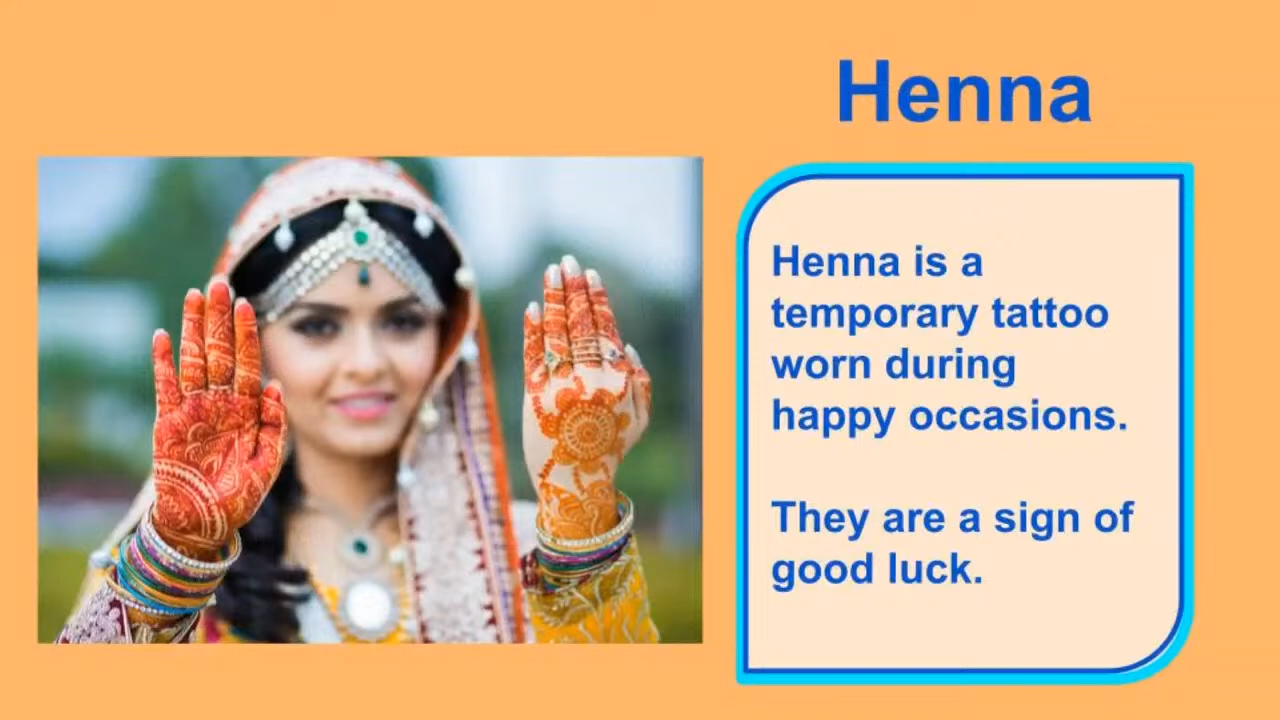 Henna
Henna is a
temporary tattoo
worn during
happy occasions.
They are a sign of
good luck.